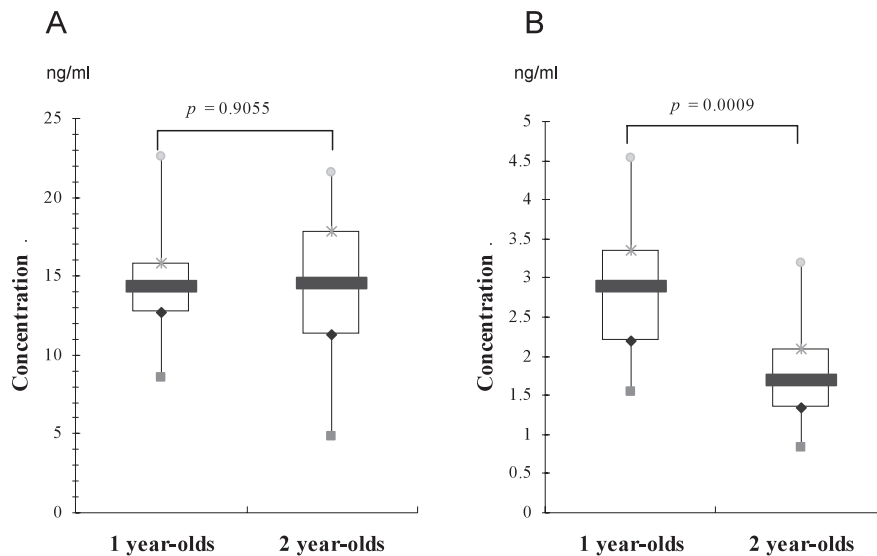 A
ng/ml
p = 0.9055
25
20
15
10
5
0
Concentration .
1 year-olds
2 year-olds
B
ng/ml
p = 0.0009
5
4.5
4
3.5
3
2.5
2
1.5
1
0.5
0
Concentration .
1 year-olds
2 year-olds